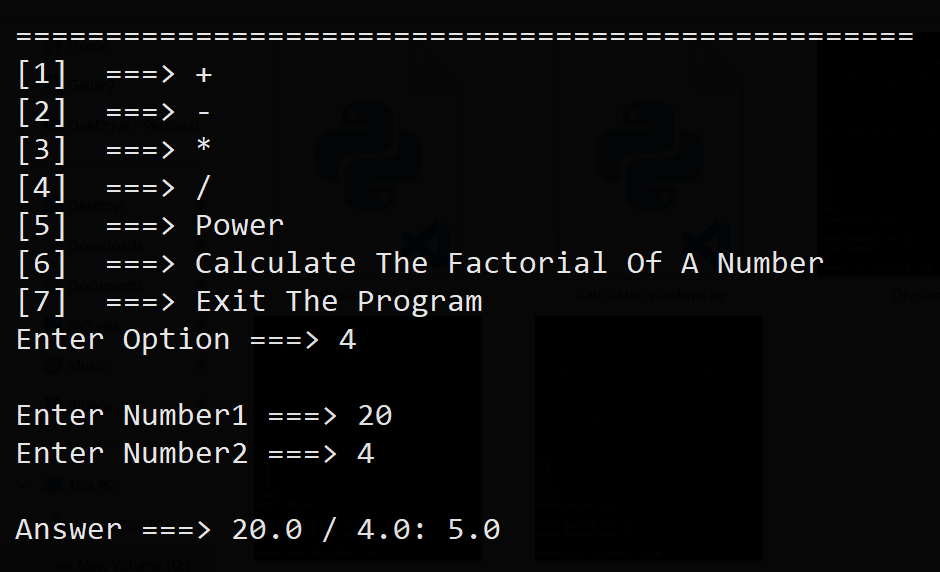 ==================================================
[1]  ===> +
[2]  ===> -
[3]  ===> *
[4]  ===> /
[5]  ===> Power
[6]  ===> Calculate The Factorial Of A Number
[7]  ===> Exit The Program
Enter Option ===> 4
Enter Number1 ===> 20
Enter Number2 ===> 4
Answer ===> 20.0 / 4.0: 5.0